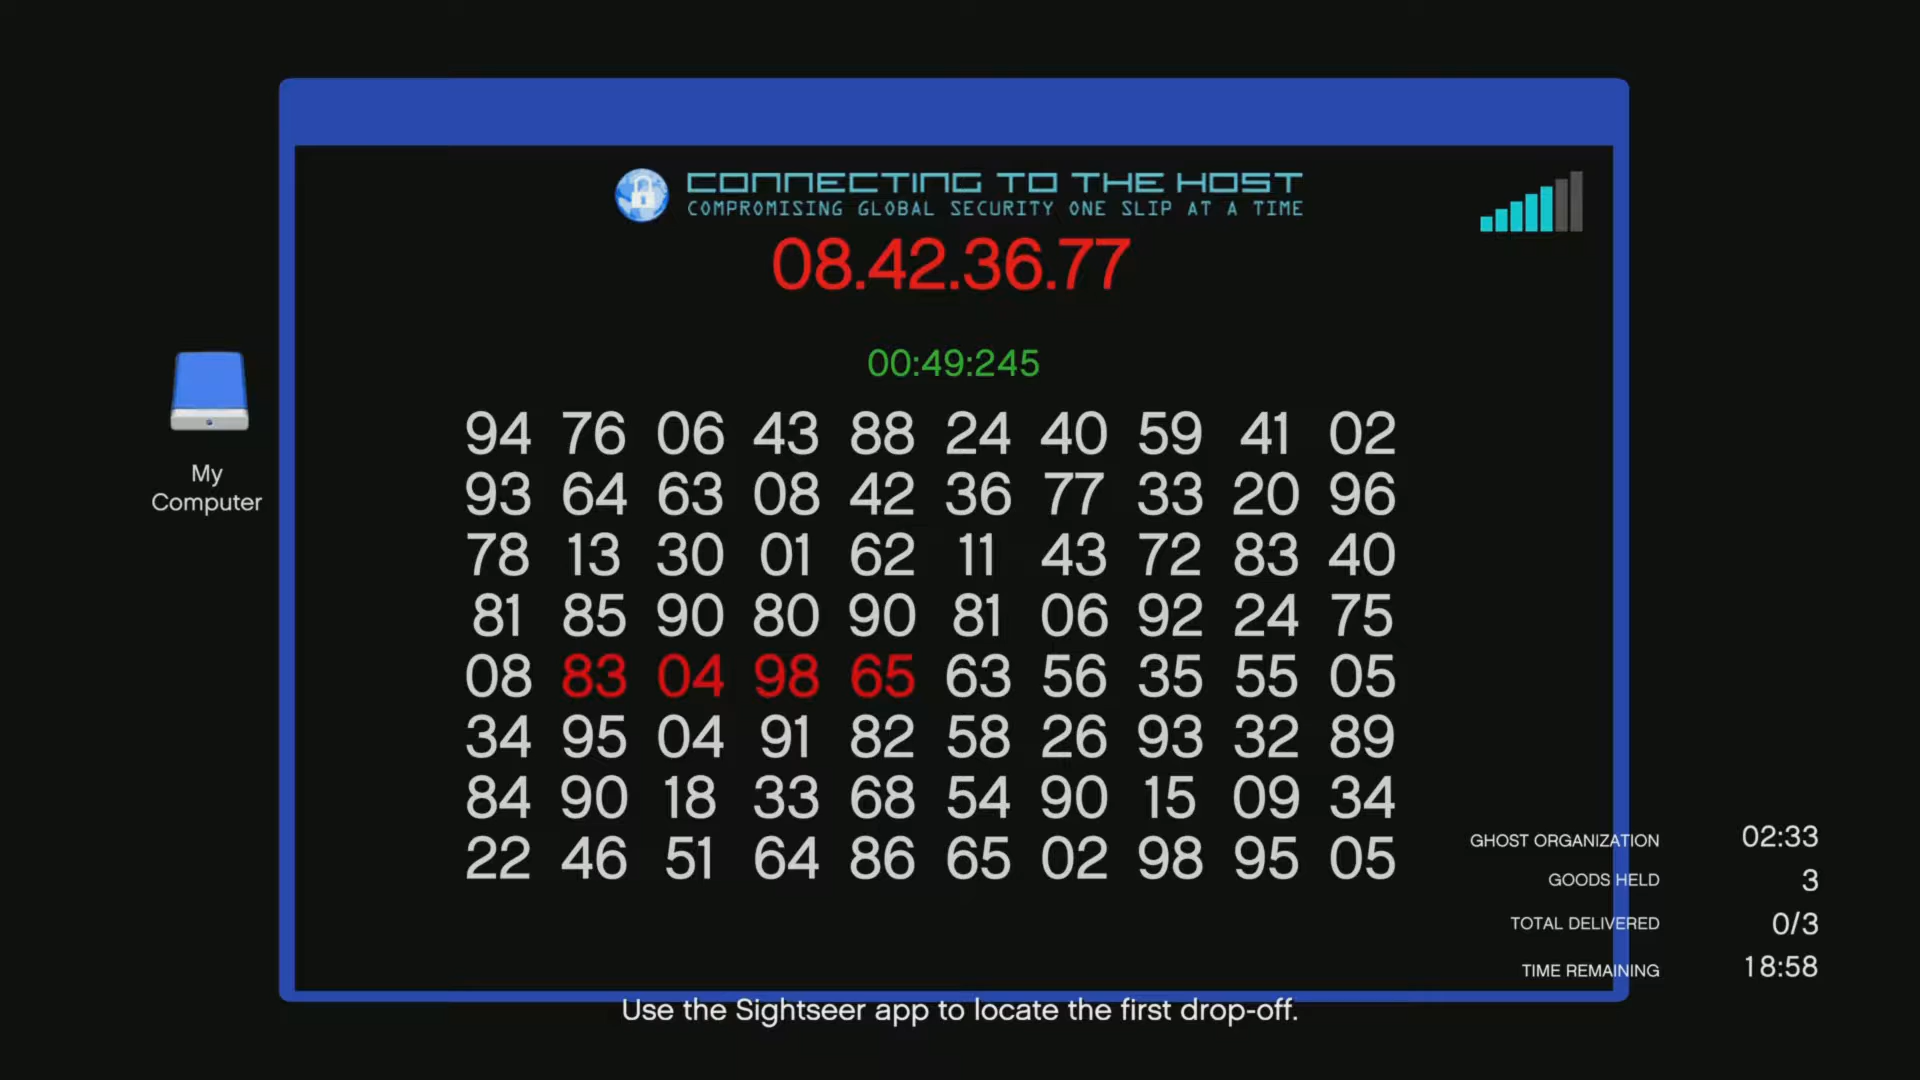 CONNECTING TO THE HOST
COMPROMISING GLOBAL SECURITY ONE SLIP AT A TIME
08.42.36.77
00:49:245
94 76 06 43 88 24 40 59 41 02
93 64 63 08 42 36 77 33 20 96
78 13 30 01 62 11 43 72 83 40
81 85 90 80 90 81 06 92 24 75
08 83 04 98 65 63 56 35 55 05
34 95 04 91 82 58 26 93 32 89
84 90 18 33 68 54 90 15 09 34
22 46 51 64 86 65 02 98 95 05
My
Computer
GHOST ORGANIZATION 02:33
GOODS HELD 3
TOTAL DELIVERED 0/3
TIME REMAINING 18:58
Use the Sightseer app to locate the first drop-off.